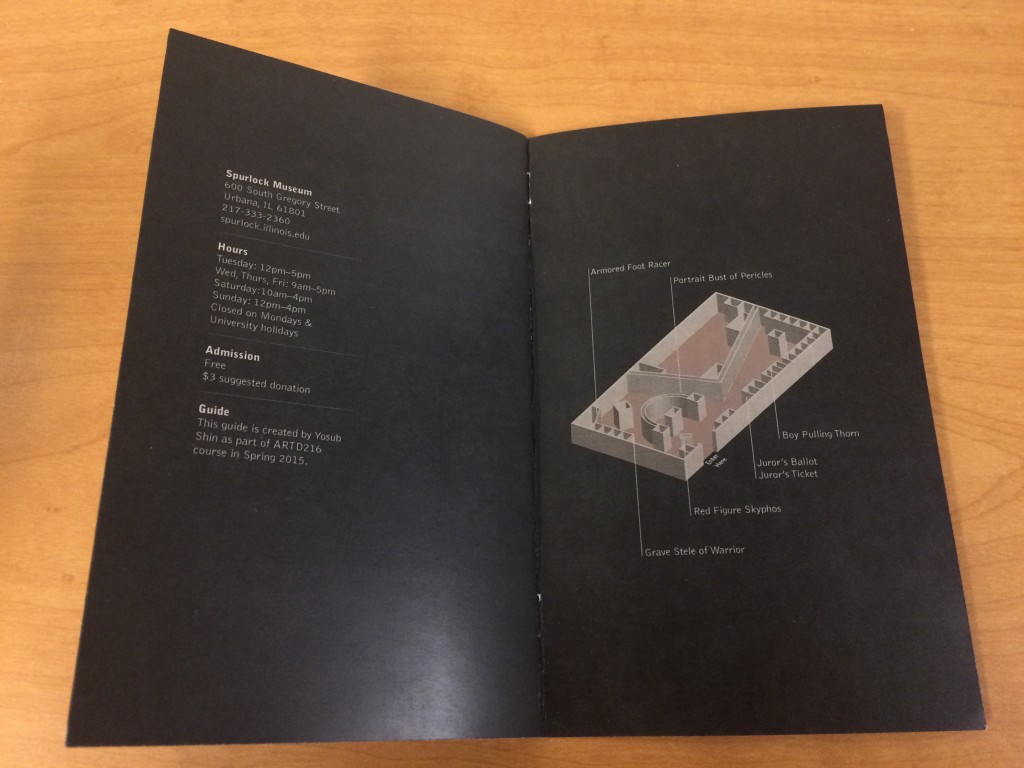 Spurlock Museum
600 South Gregory Street
Urbana, IL 61801
217-333-2360
spurlock.illinois.edu
Hours
Tuesday: 12pm–5pm
Wed, Thurs, Fri: 9am–5pm
Saturday:10am–4pm
Sunday: 12pm–4pm
Closed on Mondays &
University holidays
Admission
Free
$3 suggested donation
Guide
This guide is created by Yosub
Shin as part of ARTD216
course in Spring 2015.
Armored Foot Racer
Portrait Bust of Pericles
Boy Pulling Thorn
Enter
Here
Juror's Ballot
Juror's Ticket
Red Figure Skyphos
Grave Stele of Warrior